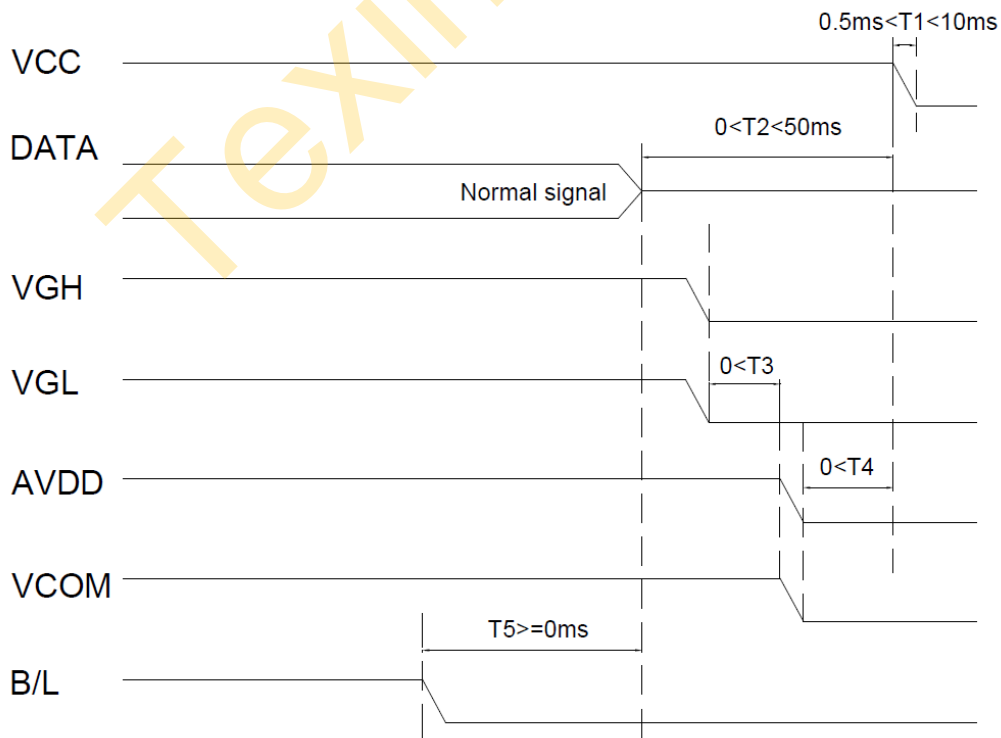 0.5ms<T1<10ms
VCC
0<T2<50ms
DATA
Normal signal
VGH
0<T3
VGL
0<T4
AVDD
VCOM
T5>=0ms
B/L
Texin